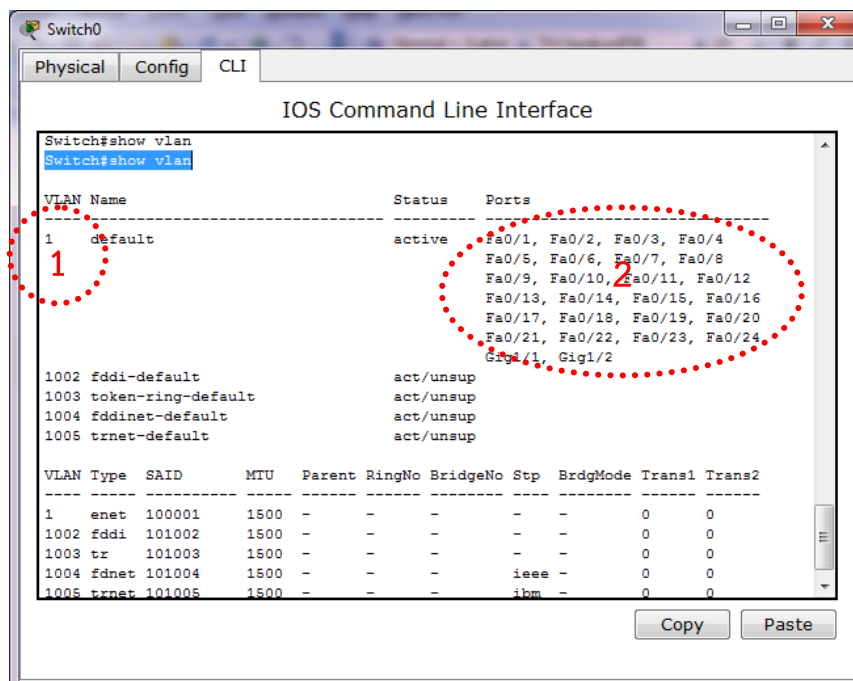 Switch0
Physical Config CLI
IOS Command Line Interface
Switch#show vlan
Switch#show vlan
VLAN Name Status Ports
---- -------------------------------- --------- -------------------------------
1 default active Fa0/1, Fa0/2, Fa0/3, Fa0/4
1 Fa0/5, Fa0/6, Fa0/7, Fa0/8
2
Fa0/9, Fa0/10, Fa0/11, Fa0/12
Fa0/13, Fa0/14, Fa0/15, Fa0/16
Fa0/17, Fa0/18, Fa0/19, Fa0/20
Fa0/21, Fa0/22, Fa0/23, Fa0/24
Gig1/1, Gig1/2
1002 fddi-default act/unsup
1003 token-ring-default act/unsup
1004 fddinet-default act/unsup
1005 trnet-default act/unsup
VLAN Type SAID MTU Parent RingNo BridgeNo Stp BrdgMode Trans1 Trans2
---- ----- ---------- ----- ------ ------ -------- ---- -------- ------ ------
1 enet 100001 1500 - - - - - 0 0
1002 fddi 101002 1500 - - - - - 0 0
1003 tr 101003 1500 - - - - - 0 0
1004 fdnet 101004 1500 - - - ieee - 0 0
1005 trnet 101005 1500 - - - ibm - 0 0
Copy Paste